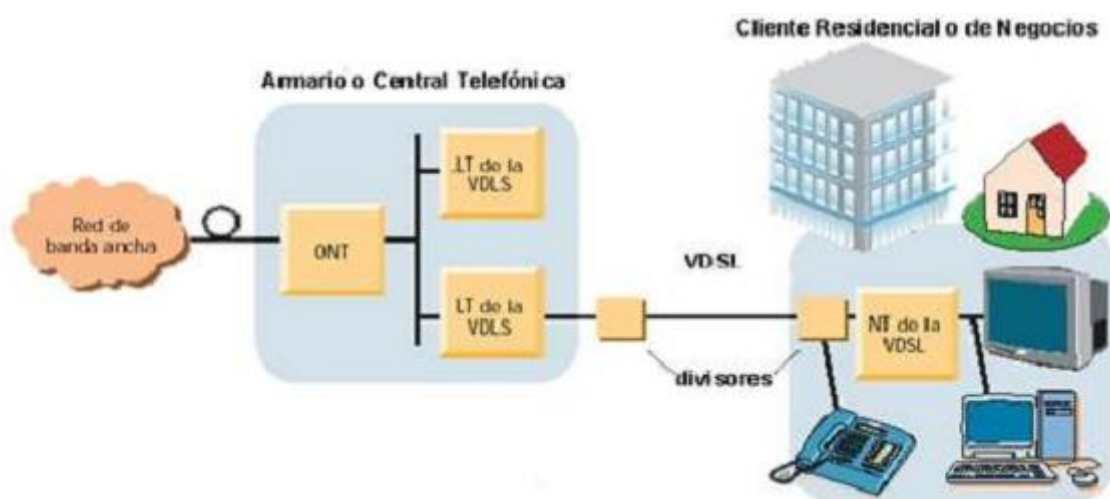 Cliente Residencial o de Negocios
Armario o Central Telefónica
LT de la
VDLS
Red de
banda ancha
ONT
LT de la
VDLS
VDSL
NT de la
VDSL
divisores